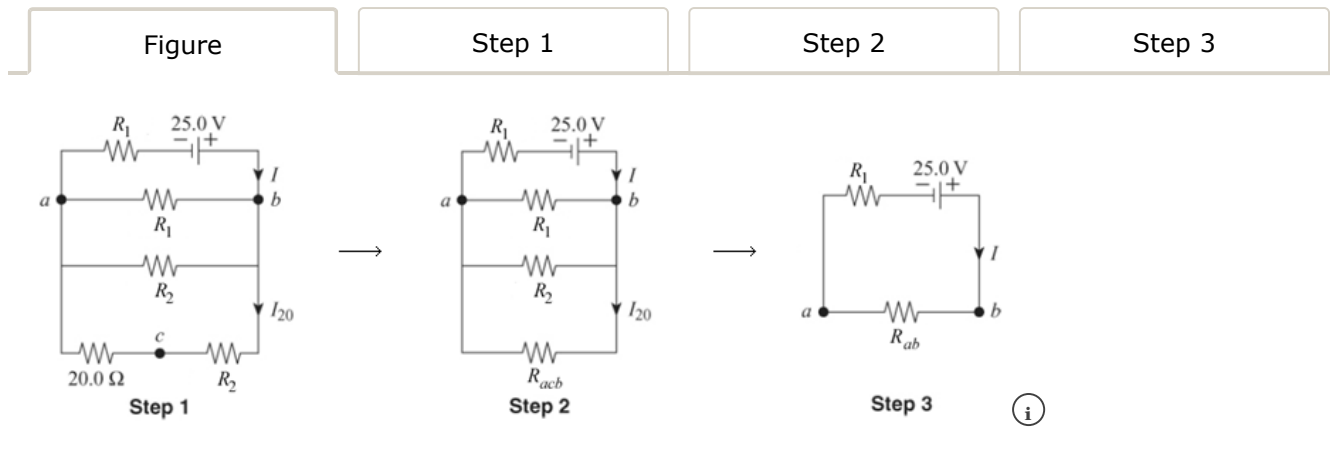 Figure Step 1 Step 2 Step 3
R1 25.0 V
− +
I
a b
R1
R2
I20
c
20.0 Ω R2
Step 1
R1 25.0 V
− +
I
a b
R1
R2
I20
Racb
Step 2
R1 25.0 V
− +
I
a b
Rab
Step 3
i